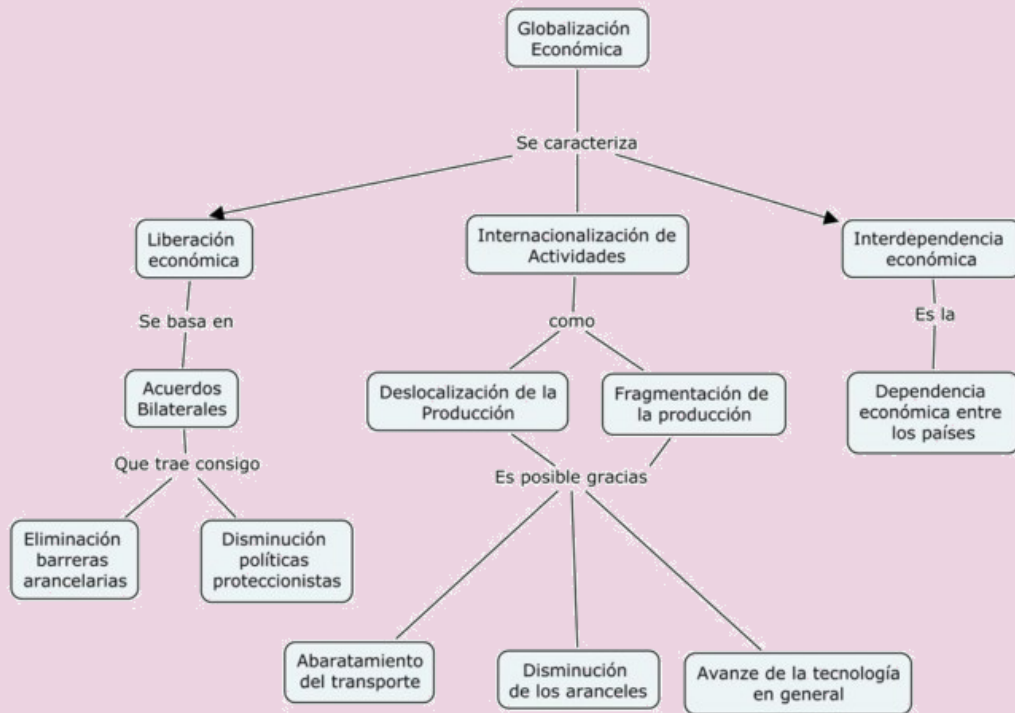 Globalización
Económica
Se caracteriza
Liberación
económica
Internacionalización de
Actividades
Interdependencia
económica
Se basa en
como
Es la
Acuerdos
Bilaterales
Deslocalización de la
Producción
Fragmentación de
la producción
Dependencia
económica entre
los países
Que trae consigo
Es posible gracias
Eliminación
barreras
arancelarias
Disminución
políticas
proteccionistas
Abaratamiento
del transporte
Disminución
de los aranceles
Avanze de la tecnología
en general